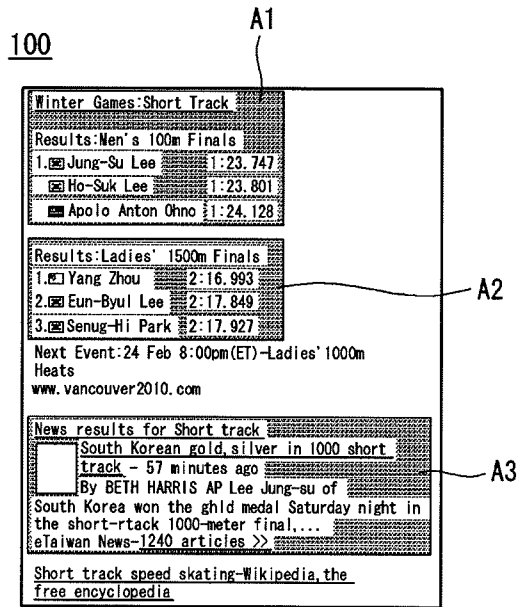 A1
100
Winter Games:Short Track
Results:Men's 100m Finals
1. Jung-Su Lee 1:23.747
Ho-Suk Lee 1:23.801
Apolo Anton Ohno 1:24.128
Results:Ladies' 1500m Finals
1. Yang Zhou 2:16.993
2. Eun-Byul Lee 2:17.849
3. Senug-Hi Park 2:17.927
A2
Next Event:24 Feb 8:00pm(ET)-Ladies'1000m
Heats
www.vancouver2010.com
News results for Short track
South Korean gold,silver in 1000 short
track - 57 minutes ago
A3
By BETH HARRIS AP Lee Jung-su of
South Korea won the ghld medal Saturday night in
the short-rtack 1000-meter final,...
eTaiwan News-1240 articles >>
Short track speed skating-Wikipedia,the
free encyclopedia